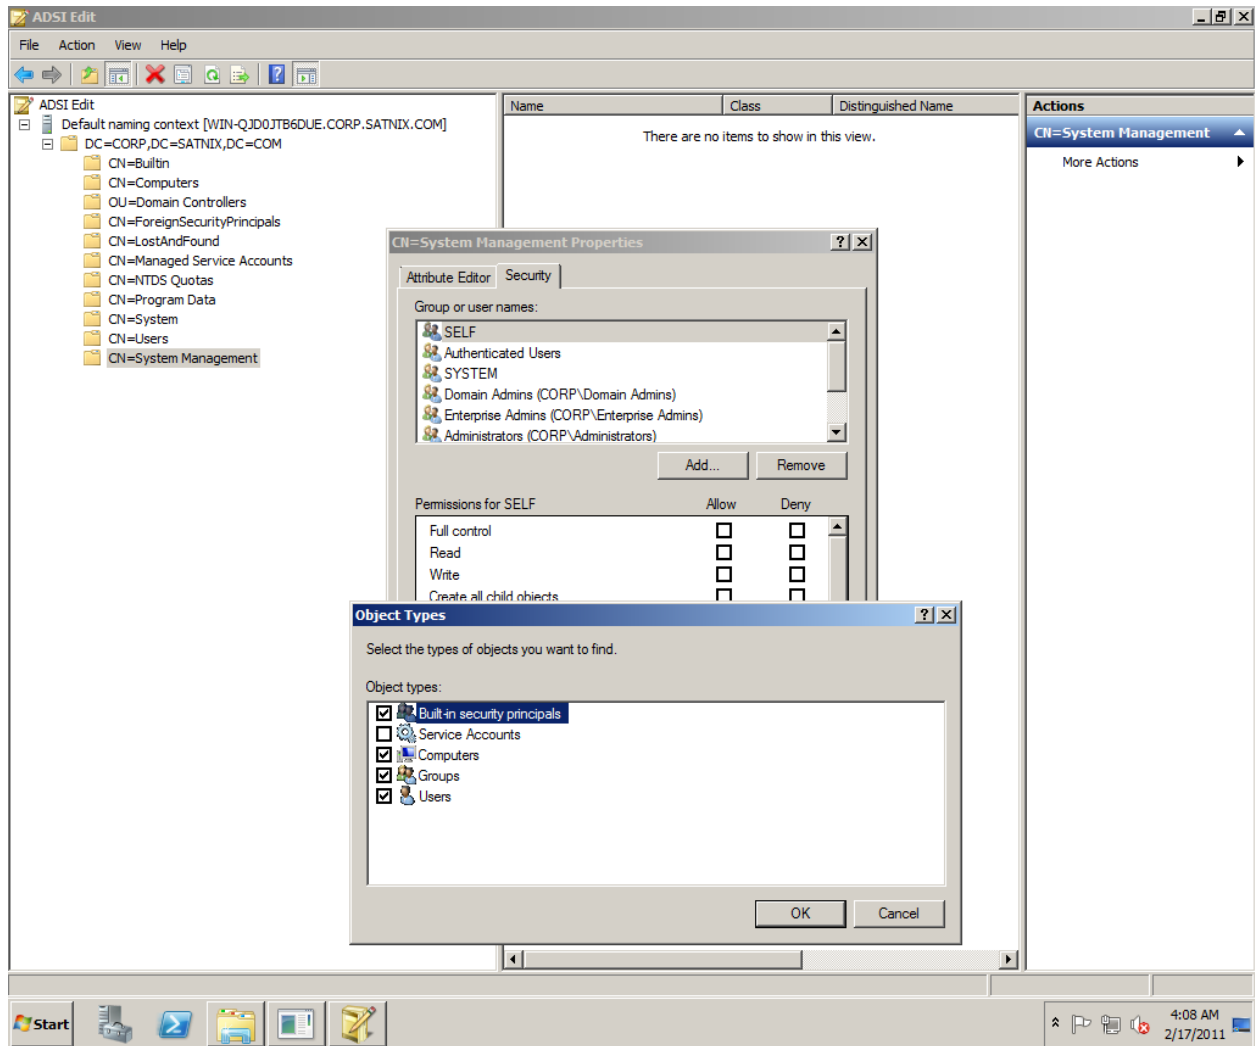 ADSI Edit
File Action View Help
ADSI Edit
Default naming context [WIN-QJD0JTB6DUE.CORP.SATNIX.COM]
DC=CORP,DC=SATNIX,DC=COM
CN=Builtin
CN=Computers
OU=Domain Controllers
CN=ForeignSecurityPrincipals
CN=LostAndFound
CN=Managed Service Accounts
CN=NTDS Quotas
CN=Program Data
CN=System
CN=Users
CN=System Management
Name Class Distinguished Name
There are no items to show in this view.
Actions
CN=System Management
More Actions
CN=System Management Properties
Attribute Editor Security
Group or user names:
SELF
Authenticated Users
SYSTEM
Domain Admins (CORP\Domain Admins)
Enterprise Admins (CORP\Enterprise Admins)
Administrators (CORP\Administrators)
Add... Remove
Permissions for SELF Allow Deny
Full control
Read
Write
Create all child objects
Object Types
Select the types of objects you want to find.
Object types:
Built-in security principals
Service Accounts
Computers
Groups
Users
OK Cancel
Start
4:08 AM
2/17/2011